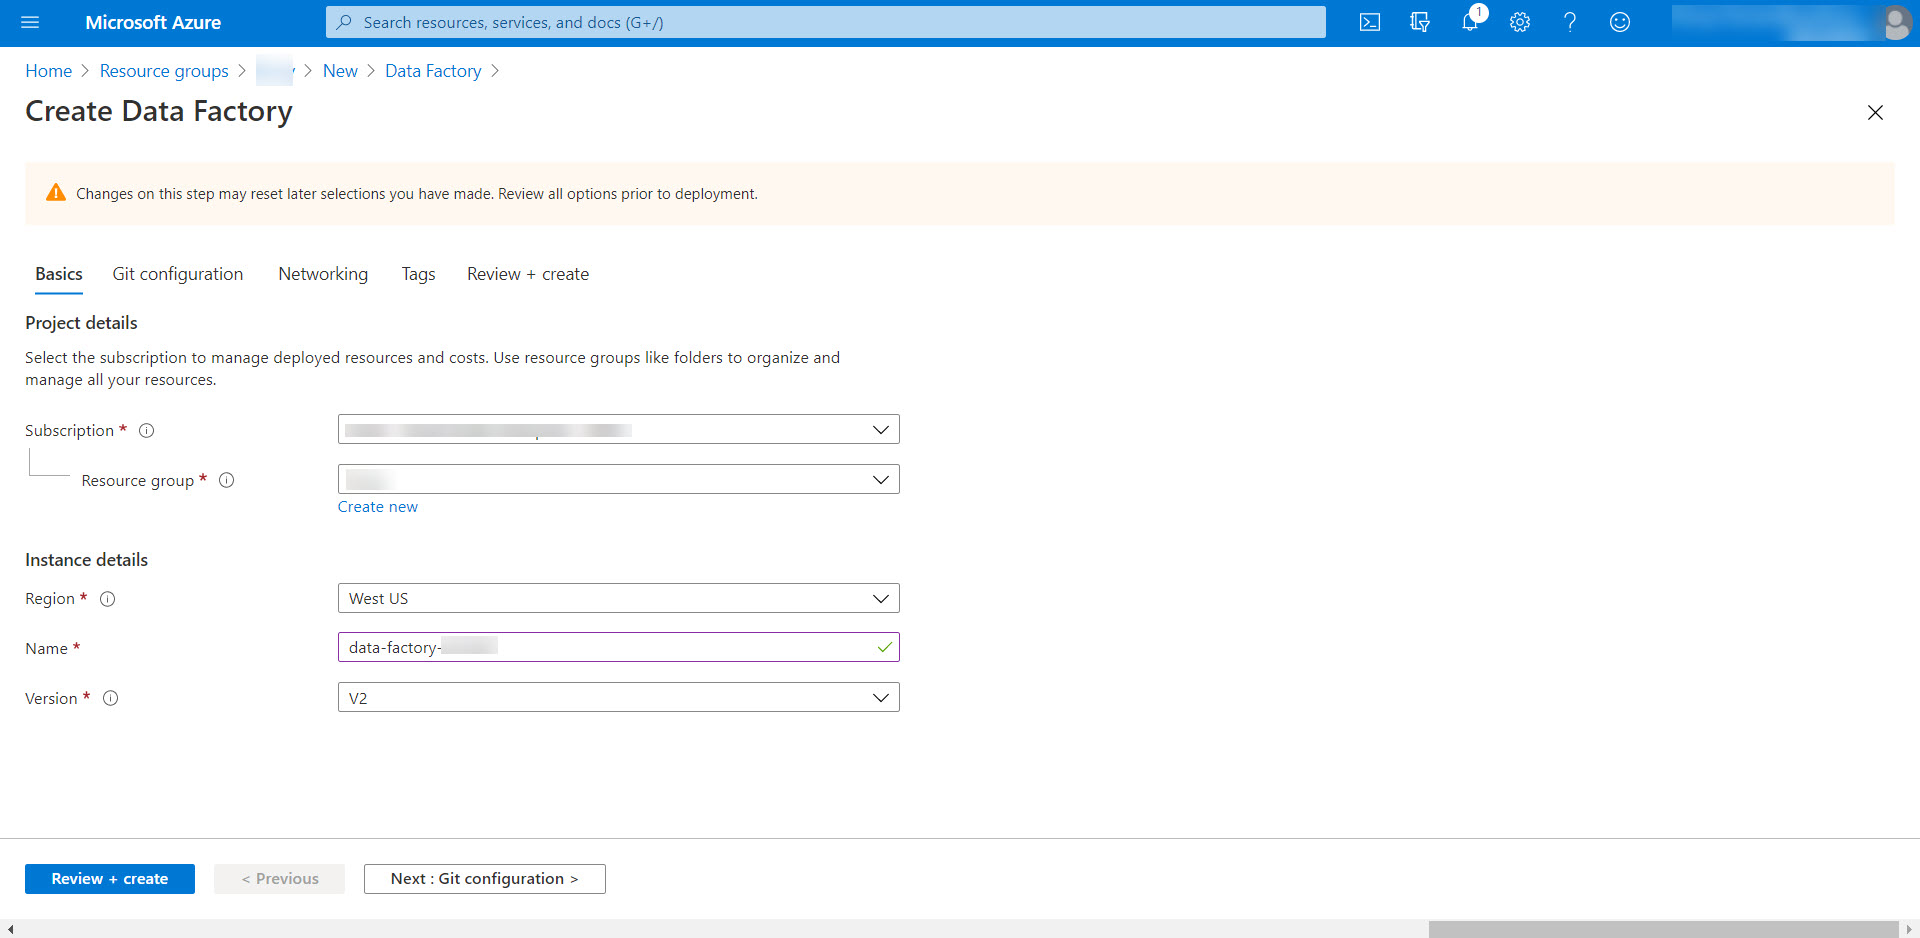 Microsoft Azure
Search resources, services, and docs (G+/)
1
Home > Resource groups > > New > Data Factory >
Create Data Factory
Changes on this step may reset later selections you have made. Review all options prior to deployment.
Basics Git configuration Networking Tags Review + create
Project details
Select the subscription to manage deployed resources and costs. Use resource groups like folders to organize and
manage all your resources.
Subscription *
Resource group *
Create new
Instance details
Region * West US
Name * data-factory-
Version * V2
Review + create < Previous Next : Git configuration >